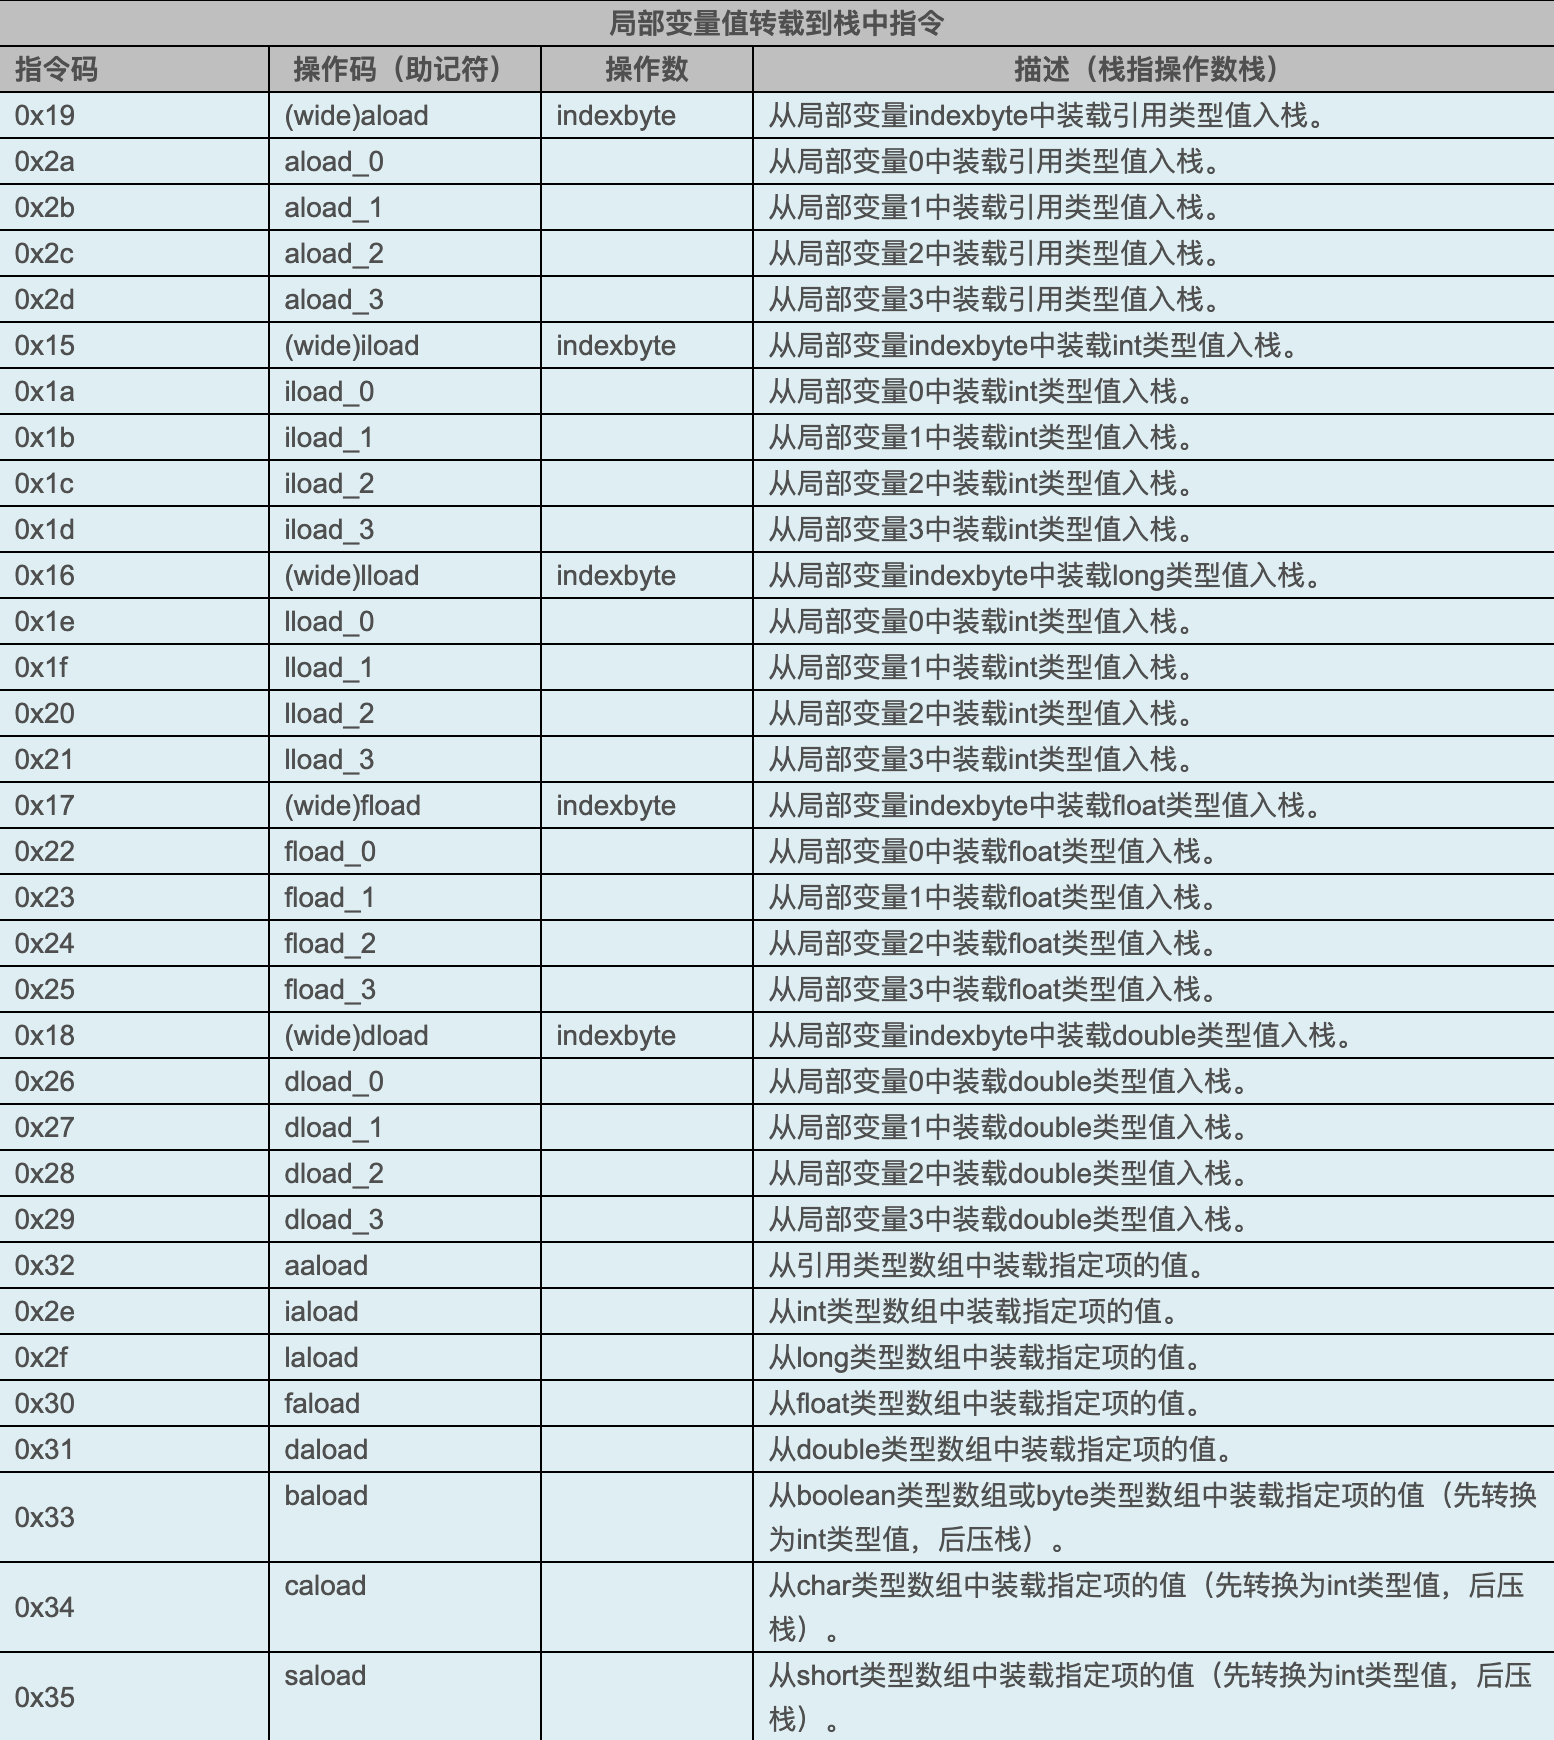 局部变量值转载到栈中指令
指令码 操作码（助记符） 操作数 描述（栈指操作数栈）
0x19 (wide)aload indexbyte 从局部变量indexbyte中装载引用类型值入栈。
0x2a aload_0 从局部变量0中装载引用类型值入栈。
0x2b aload_1 从局部变量1中装载引用类型值入栈。
0x2c aload_2 从局部变量2中装载引用类型值入栈。
0x2d aload_3 从局部变量3中装载引用类型值入栈。
0x15 (wide)iload indexbyte 从局部变量indexbyte中装载int类型值入栈。
0x1a iload_0 从局部变量0中装载int类型值入栈。
0x1b iload_1 从局部变量1中装载int类型值入栈。
0x1c iload_2 从局部变量2中装载int类型值入栈。
0x1d iload_3 从局部变量3中装载int类型值入栈。
0x16 (wide)lload indexbyte 从局部变量indexbyte中装载long类型值入栈。
0x1e lload_0 从局部变量0中装载int类型值入栈。
0x1f lload_1 从局部变量1中装载int类型值入栈。
0x20 lload_2 从局部变量2中装载int类型值入栈。
0x21 lload_3 从局部变量3中装载int类型值入栈。
0x17 (wide)fload indexbyte 从局部变量indexbyte中装载float类型值入栈。
0x22 fload_0 从局部变量0中装载float类型值入栈。
0x23 fload_1 从局部变量1中装载float类型值入栈。
0x24 fload_2 从局部变量2中装载float类型值入栈。
0x25 fload_3 从局部变量3中装载float类型值入栈。
0x18 (wide)dload indexbyte 从局部变量indexbyte中装载double类型值入栈。
0x26 dload_0 从局部变量0中装载double类型值入栈。
0x27 dload_1 从局部变量1中装载double类型值入栈。
0x28 dload_2 从局部变量2中装载double类型值入栈。
0x29 dload_3 从局部变量3中装载double类型值入栈。
0x32 aaload 从引用类型数组中装载指定项的值。
0x2e iaload 从int类型数组中装载指定项的值。
0x2f laload 从long类型数组中装载指定项的值。
0x30 faload 从float类型数组中装载指定项的值。
0x31 daload 从double类型数组中装载指定项的值。
0x33 baload 从boolean类型数组或byte类型数组中装载指定项的值（先转换
为int类型值，后压栈）。
0x34 caload 从char类型数组中装载指定项的值（先转换为int类型值，后压
栈）。
0x35 saload 从short类型数组中装载指定项的值（先转换为int类型值，后压
栈）。